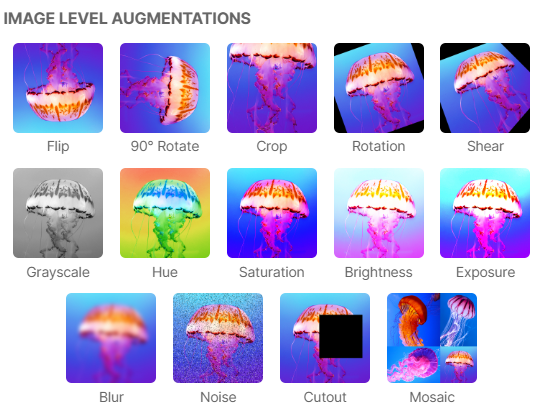 IMAGE LEVEL AUGMENTATIONS
Flip
90° Rotate
Crop
Rotation
Shear
Grayscale
Hue
Saturation
Brightness
Exposure
Blur
Noise
Cutout
Mosaic